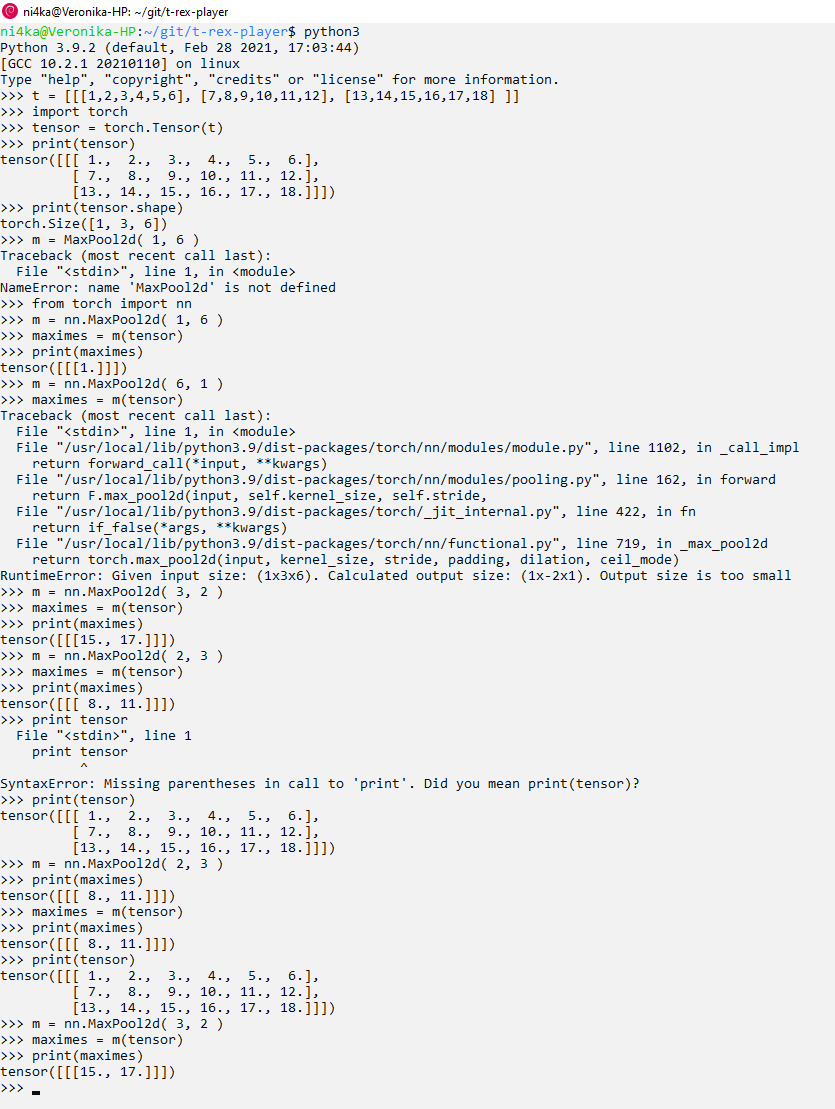 ni4ka@Veronika-HP: ~/git/t-rex-player
ni4ka@Veronika-HP:~/git/t-rex-player$ python3
Python 3.9.2 (default, Feb 28 2021, 17:03:44)
[GCC 10.2.1 20210110] on linux
Type "help", "copyright", "credits" or "license" for more information.
>>> t = [[[1,2,3,4,5,6], [7,8,9,10,11,12], [13,14,15,16,17,18] ]]
>>> import torch
>>> tensor = torch.Tensor(t)
>>> print(tensor)
tensor([[[ 1.,  2.,  3.,  4.,  5.,  6.],
         [ 7.,  8.,  9., 10., 11., 12.],
         [13., 14., 15., 16., 17., 18.]]])
>>> print(tensor.shape)
torch.Size([1, 3, 6])
>>> m = MaxPool2d( 1, 6 )
Traceback (most recent call last):
  File "<stdin>", line 1, in <module>
NameError: name 'MaxPool2d' is not defined
>>> from torch import nn
>>> m = nn.MaxPool2d( 1, 6 )
>>> maximes = m(tensor)
>>> print(maximes)
tensor([[[1.]]])
>>> m = nn.MaxPool2d( 6, 1 )
>>> maximes = m(tensor)
Traceback (most recent call last):
  File "<stdin>", line 1, in <module>
  File "/usr/local/lib/python3.9/dist-packages/torch/nn/modules/module.py", line 1102, in _call_impl
    return forward_call(*input, **kwargs)
  File "/usr/local/lib/python3.9/dist-packages/torch/nn/modules/pooling.py", line 162, in forward
    return F.max_pool2d(input, self.kernel_size, self.stride,
  File "/usr/local/lib/python3.9/dist-packages/torch/_jit_internal.py", line 422, in fn
    return if_false(*args, **kwargs)
  File "/usr/local/lib/python3.9/dist-packages/torch/nn/functional.py", line 719, in _max_pool2d
    return torch.max_pool2d(input, kernel_size, stride, padding, dilation, ceil_mode)
RuntimeError: Given input size: (1x3x6). Calculated output size: (1x-2x1). Output size is too small
>>> m = nn.MaxPool2d( 3, 2 )
>>> maximes = m(tensor)
>>> print(maximes)
tensor([[[15., 17.]]])
>>> m = nn.MaxPool2d( 2, 3 )
>>> maximes = m(tensor)
>>> print(maximes)
tensor([[[ 8., 11.]]])
>>> print tensor
  File "<stdin>", line 1
    print tensor
          ^
SyntaxError: Missing parentheses in call to 'print'. Did you mean print(tensor)?
>>> print(tensor)
tensor([[[ 1.,  2.,  3.,  4.,  5.,  6.],
         [ 7.,  8.,  9., 10., 11., 12.],
         [13., 14., 15., 16., 17., 18.]]])
>>> m = nn.MaxPool2d( 2, 3 )
>>> print(maximes)
tensor([[[ 8., 11.]]])
>>> maximes = m(tensor)
>>> print(maximes)
tensor([[[ 8., 11.]]])
>>> print(tensor)
tensor([[[ 1.,  2.,  3.,  4.,  5.,  6.],
         [ 7.,  8.,  9., 10., 11., 12.],
         [13., 14., 15., 16., 17., 18.]]])
>>> m = nn.MaxPool2d( 3, 2 )
>>> maximes = m(tensor)
>>> print(maximes)
tensor([[[15., 17.]]])
>>>